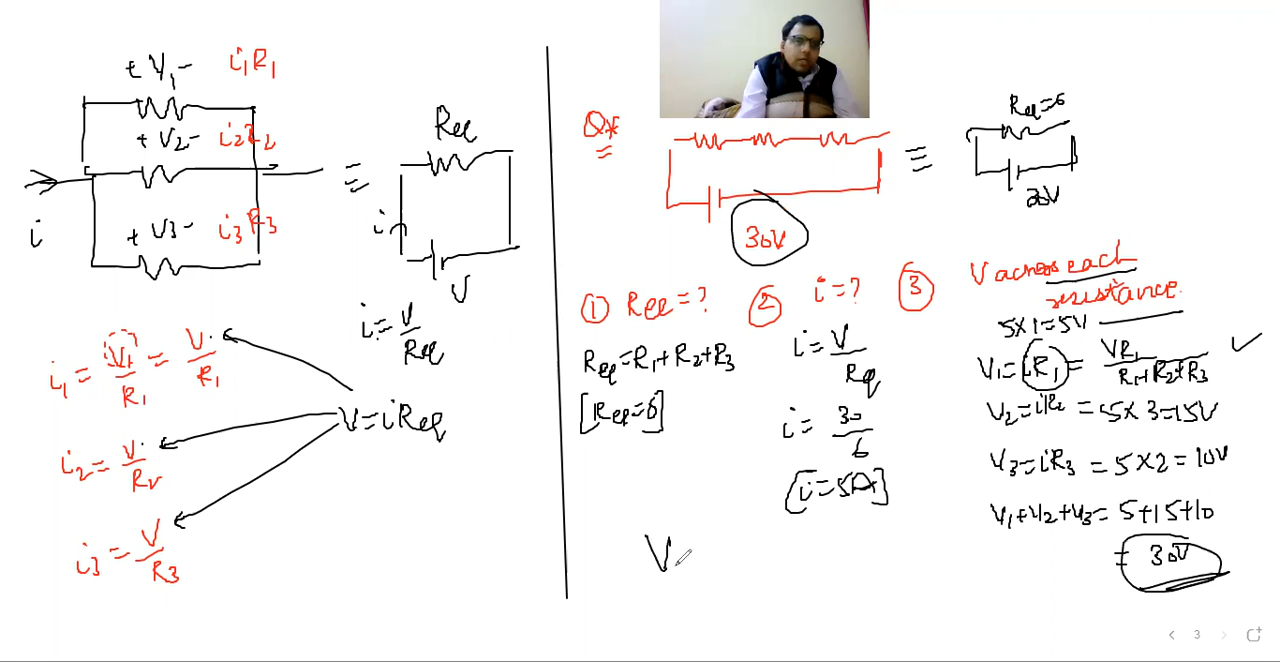 + V1 - i1R1
+ V2 - i2R2
+ V3 - i3R3
i
≡
Req
i
V
i = V/Req
i1 = V1/R1 = V/R1
V = iReq
i2 = V/R2
i3 = V/R3
Q*
30V
≡
Req=6
30V
① Req = ?
Req = R1+R2+R3
[Req=6]
② i = ?
i = V/Req
i = 30/6
[i=5A]
③ V across each
resistance.
5×1=5V
V1 = iR1 = VR1/R1+R2+R3 ✓
V2 = iR2 = 5×3=15V
V3 = iR3 = 5×2=10V
V1+V2+V3 = 5+15+10
= 30V
V
3